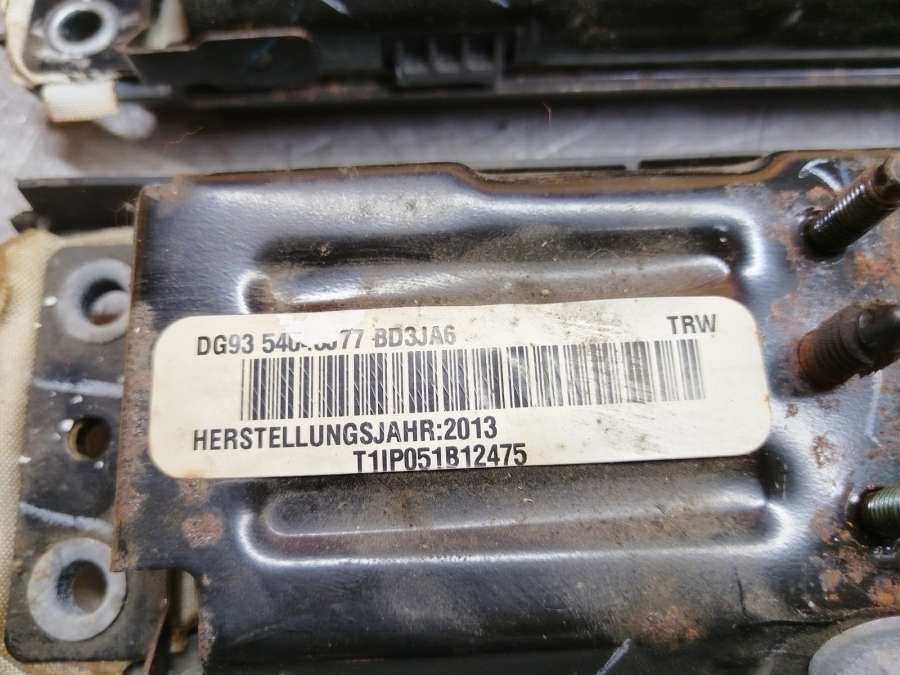 DG93 BD3JA6 TRW
HERSTELLUNGSJAHR:2013
T1IP051B12475